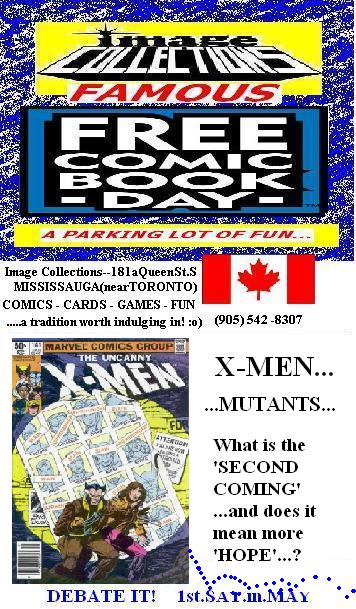 image
COLLECTIONS
FAMOUS
FREE
COMIC
BOOK
-DAY-
TM
A PARKING LOT OF FUN...
Image Collections--181aQueenSt.S
MISSISSAUGA(nearTORONTO)
COMICS - CARDS - GAMES - FUN
.....a tradition worth indulging in! :o)
(905) 542 -8307
50¢
MARVEL COMICS GROUP
THE UNCANNY
X-MEN
X-MEN...
...MUTANTS...
What is the
'SECOND
COMING'
...and does it
mean more
'HOPE'...?
DEBATE IT! 1st.SAT.in.MAY